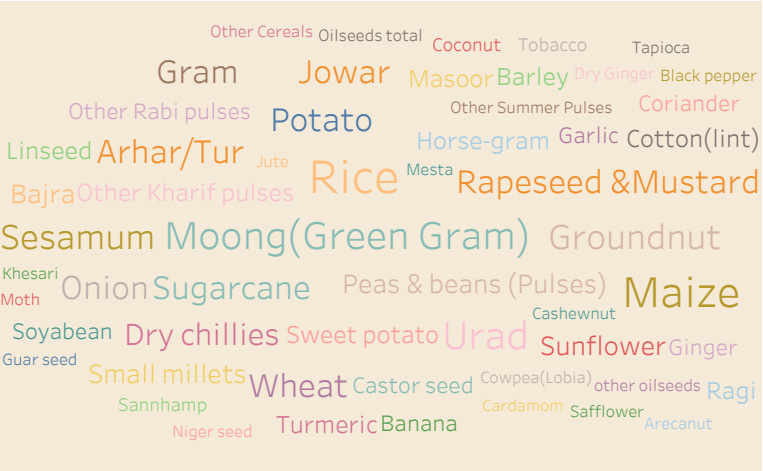 Other Cereals
Oilseeds total
Coconut
Tobacco
Tapioca
Gram
Jowar
Masoor
Barley
Dry Ginger
Black pepper
Other Rabi pulses
Potato
Other Summer Pulses
Coriander
Linseed
Arhar/Tur
Jute
Horse-gram
Garlic
Cotton(lint)
Bajra
Other Kharif pulses
Rice
Mesta
Rapeseed &Mustard
Sesamum
Moong(Green Gram)
Groundnut
Khesari
Moth
Onion
Sugarcane
Peas & beans (Pulses)
Maize
Cashewnut
Soyabean
Dry chillies
Sweet potato
Urad
Sunflower
Ginger
Guar seed
Small millets
Wheat
Castor seed
Cowpea(Lobia)
other oilseeds
Ragi
Sannhamp
Cardamom
Safflower
Arecanut
Niger seed
Turmeric
Banana